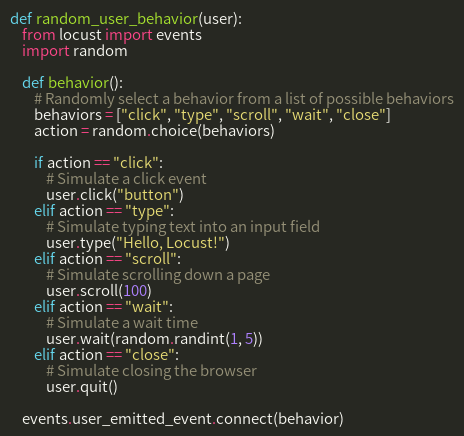 def random_user_behavior(user):
    from locust import events
    import random

    def behavior():
        # Randomly select a behavior from a list of possible behaviors
        behaviors = ["click", "type", "scroll", "wait", "close"]
        action = random.choice(behaviors)

        if action == "click":
            # Simulate a click event
            user.click("button")
        elif action == "type":
            # Simulate typing text into an input field
            user.type("Hello, Locust!")
        elif action == "scroll":
            # Simulate scrolling down a page
            user.scroll(100)
        elif action == "wait":
            # Simulate a wait time
            user.wait(random.randint(1, 5))
        elif action == "close":
            # Simulate closing the browser
            user.quit()

    events.user_emitted_event.connect(behavior)